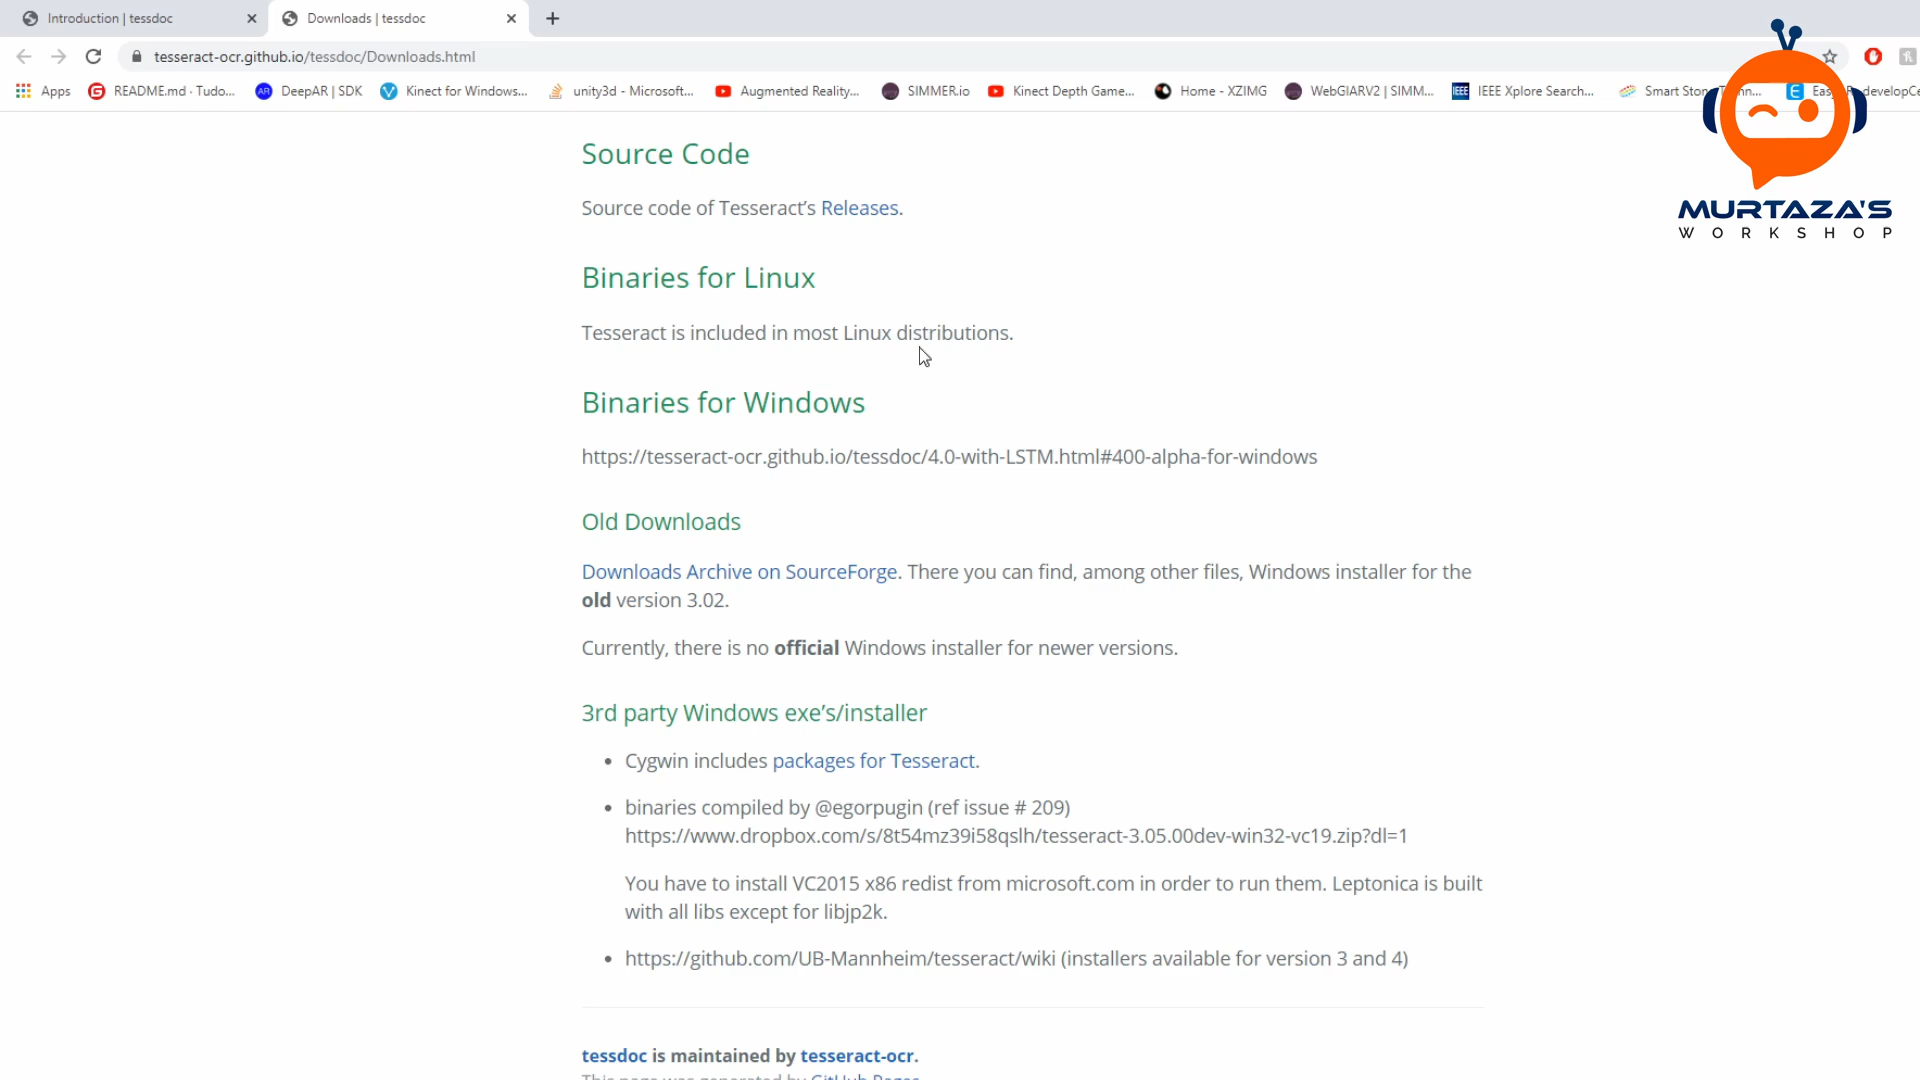 Introduction | tessdoc
Downloads | tessdoc
tesseract-ocr.github.io/tessdoc/Downloads.html
Apps
README.md · Tudo...
DeepAR | SDK
Kinect for Windows...
unity3d - Microsoft...
Augmented Reality...
SIMMER.io
Kinect Depth Game...
Home - XZIMG
WebGIARV2 | SIMM...
IEEE Xplore Search...
MURTAZA'S
WORKSHOP
Source Code
Source code of Tesseract's Releases.
Binaries for Linux
Tesseract is included in most Linux distributions.
Binaries for Windows
https://tesseract-ocr.github.io/tessdoc/4.0-with-LSTM.html#400-alpha-for-windows
Old Downloads
Downloads Archive on SourceForge. There you can find, among other files, Windows installer for the
old version 3.02.
Currently, there is no official Windows installer for newer versions.
3rd party Windows exe's/installer
• Cygwin includes packages for Tesseract.
• binaries compiled by @egorpugin (ref issue # 209)
https://www.dropbox.com/s/8t54mz39i58qslh/tesseract-3.05.00dev-win32-vc19.zip?dl=1
You have to install VC2015 x86 redist from microsoft.com in order to run them. Leptonica is built
with all libs except for libjp2k.
• https://github.com/UB-Mannheim/tesseract/wiki (installers available for version 3 and 4)
tessdoc is maintained by tesseract-ocr.
This page was generated by GitHub Pages.